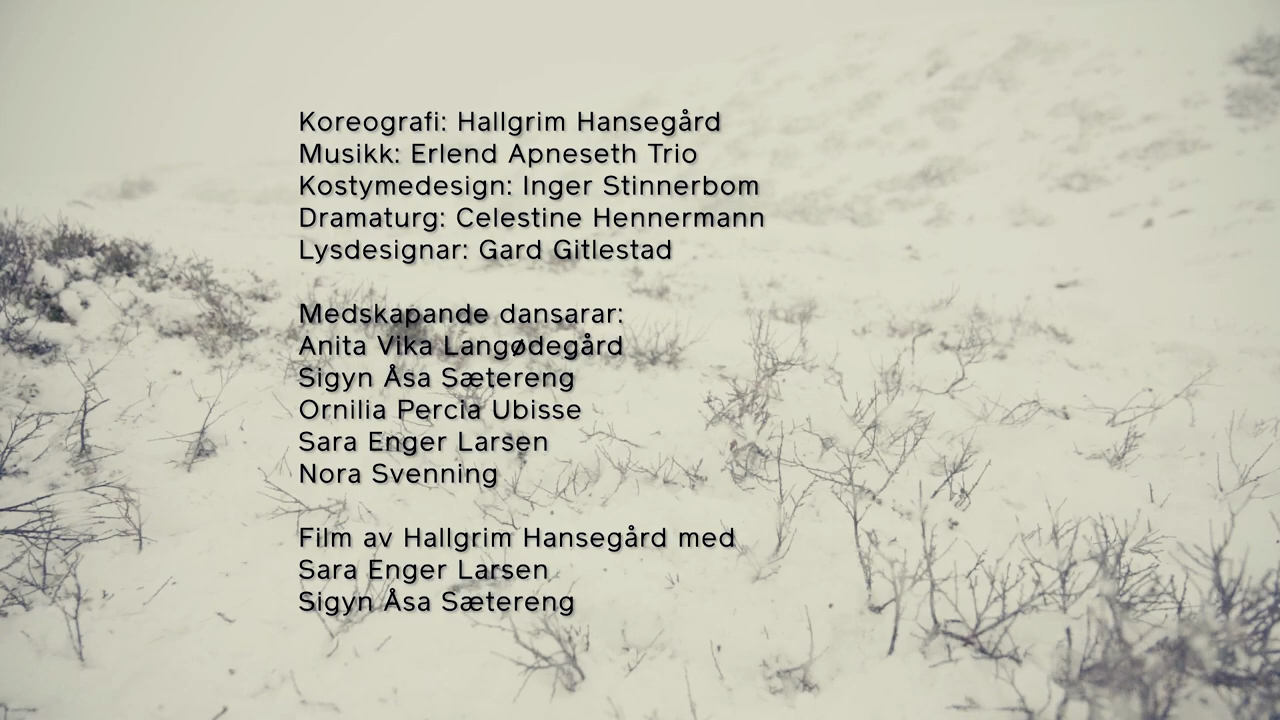 Koreografi: Hallgrim Hansegård
Musikk: Erlend Apneseth Trio
Kostymedesign: Inger Stinnerbom
Dramaturg: Celestine Hennermann
Lysdesignar: Gard Gitlestad
Medskapande dansarar:
Anita Vika Langødegård
Sigyn Åsa Sætereng
Ornilia Percia Ubisse
Sara Enger Larsen
Nora Svenning
Film av Hallgrim Hansegård med
Sara Enger Larsen
Sigyn Åsa Sætereng